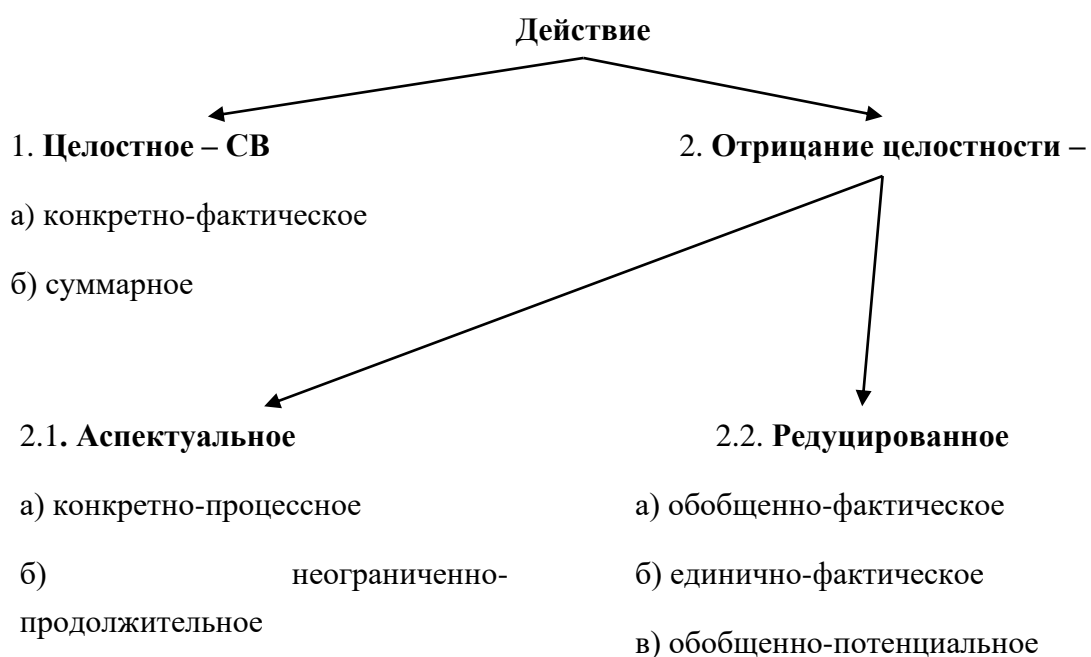 Действие
1. Целостное – СВ
2. Отрицание целостности –
а) конкретно-фактическое
б) суммарное
2.1. Аспектуальное
2.2. Редуцированное
а) конкретно-процессное
а) обобщенно-фактическое
б) неограниченно-
продолжительное
б) единично-фактическое
в) обобщенно-потенциальное